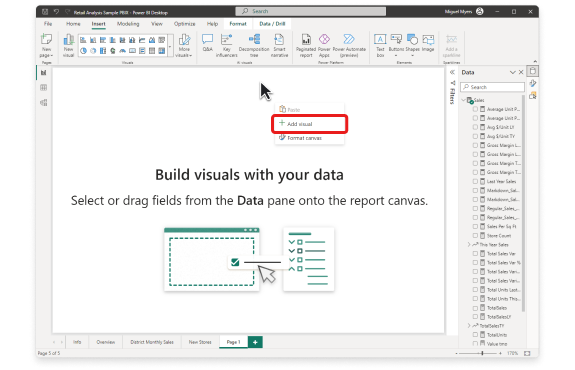 Retail Analysis Sample PBIX - Power BI Desktop
Search
Miguel Myers
File Home Insert Modeling View Optimize Help Format Data / Drill
New page
New visual
More visuals
Q&A
Key influencers
Decomposition tree
Smart narrative
Paginated report
Power Apps
Power Automate (preview)
Text box
Buttons
Shapes
Image
Add a sparkline
Pages
Visuals
AI visuals
Power Platform
Elements
Sparklines
Data
Search
Filters
Paste
Add visual
Format canvas
Build visuals with your data
Select or drag fields from the Data pane onto the report canvas.
Sales
Average Unit P...
Average Unit P...
Avg $/Unit LY
Avg $/Unit TY
Gross Margin L...
Gross Margin L...
Gross Margin T...
Gross Margin T...
Last Year Sales
Markdown_Sal...
Markdown_Sal...
Regular_Sales_...
Regular_Sales_...
Sales Per Sq Ft
Store Count
This Year Sales
Total Sales Var
Total Sales Var %
Total Sales Vari...
Total Sales Vari...
Total Units Last...
Total Units This...
TotalSales
TotalSalesLY
TotalSalesTY
TotalUnits
Info Overview District Monthly Sales New Stores Page 1 +
Page 5 of 5
- + 170%